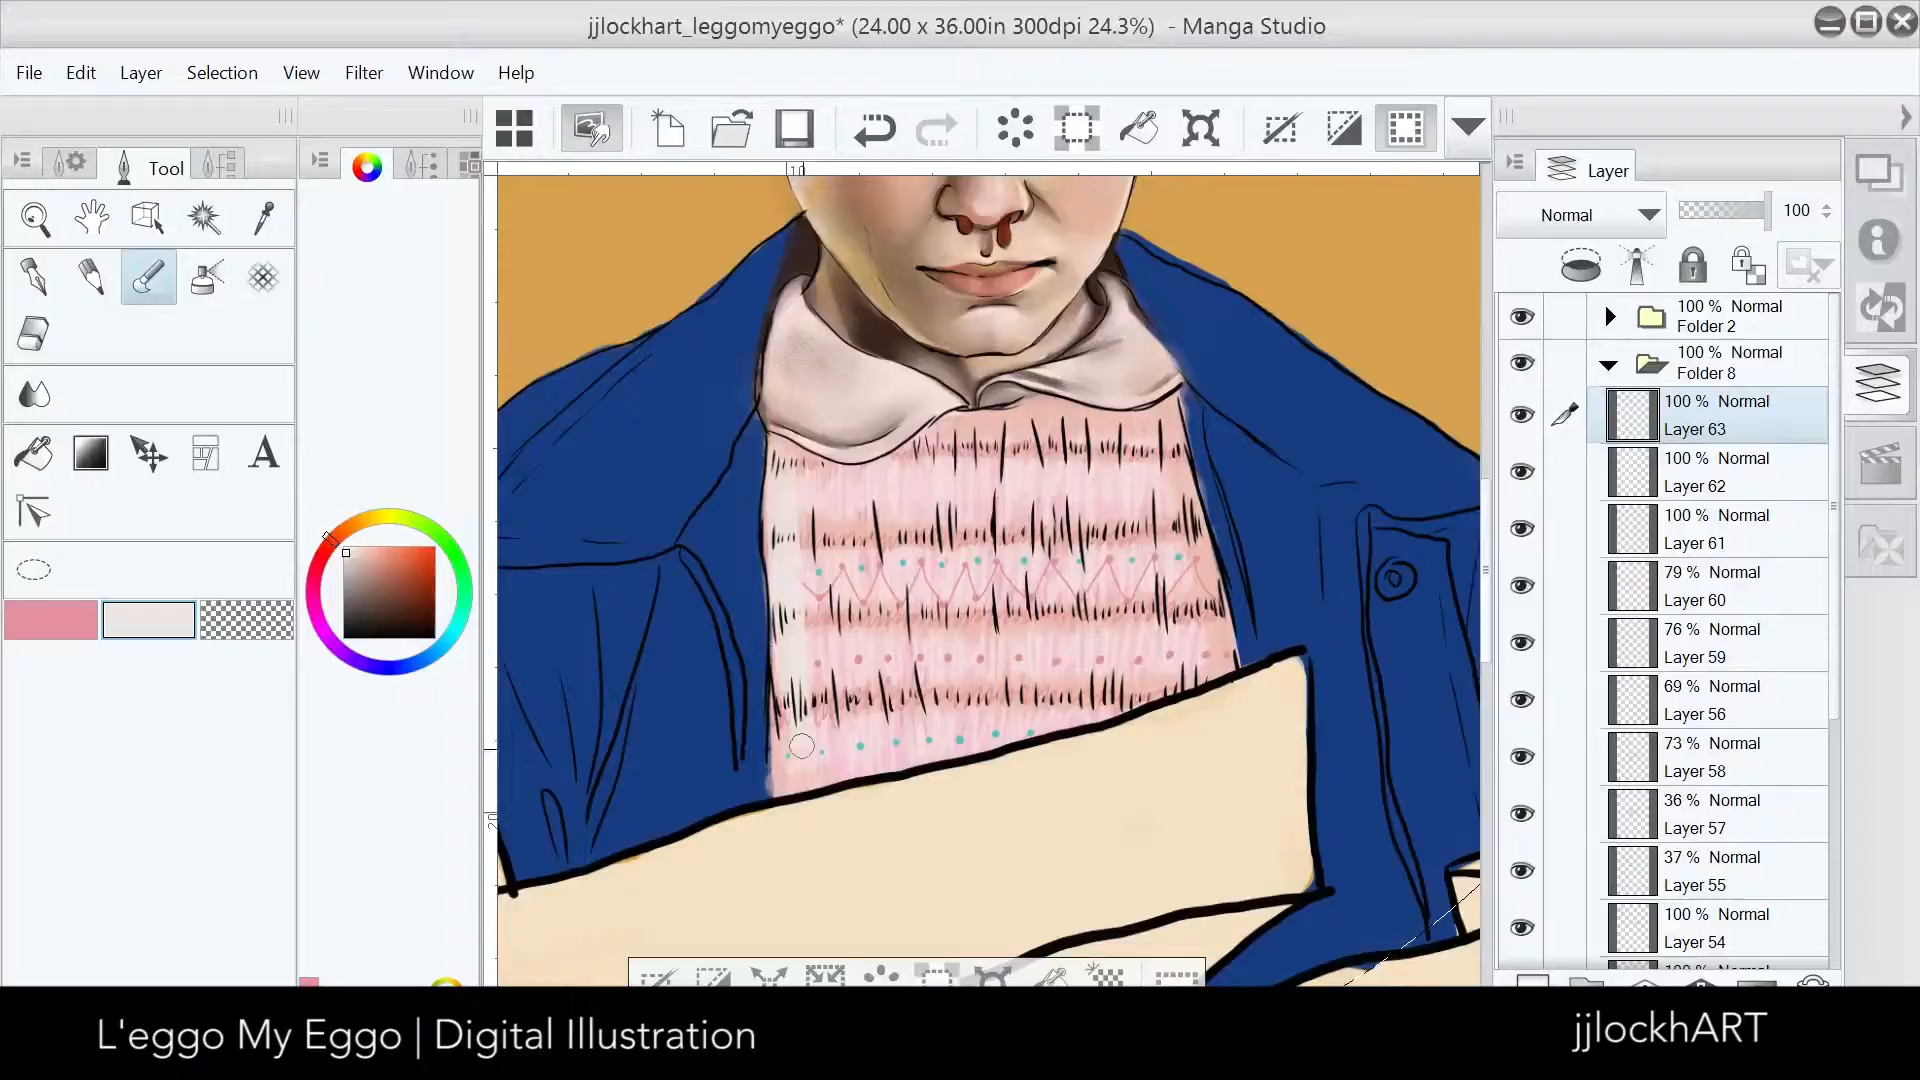 jjlockhart_leggomyeggo* (24.00 x 36.00in 300dpi 24.3%) - Manga Studio
File Edit Layer Selection View Filter Window Help
Tool
10
Layer
Normal 100
100 % Normal
Folder 2
100 % Normal
Folder 8
100 % Normal
Layer 63
100 % Normal
Layer 62
100 % Normal
Layer 61
79 % Normal
Layer 60
76 % Normal
Layer 59
69 % Normal
Layer 56
73 % Normal
Layer 58
36 % Normal
Layer 57
37 % Normal
Layer 55
100 % Normal
Layer 54
20
L'eggo My Eggo | Digital Illustration
jjlockhART